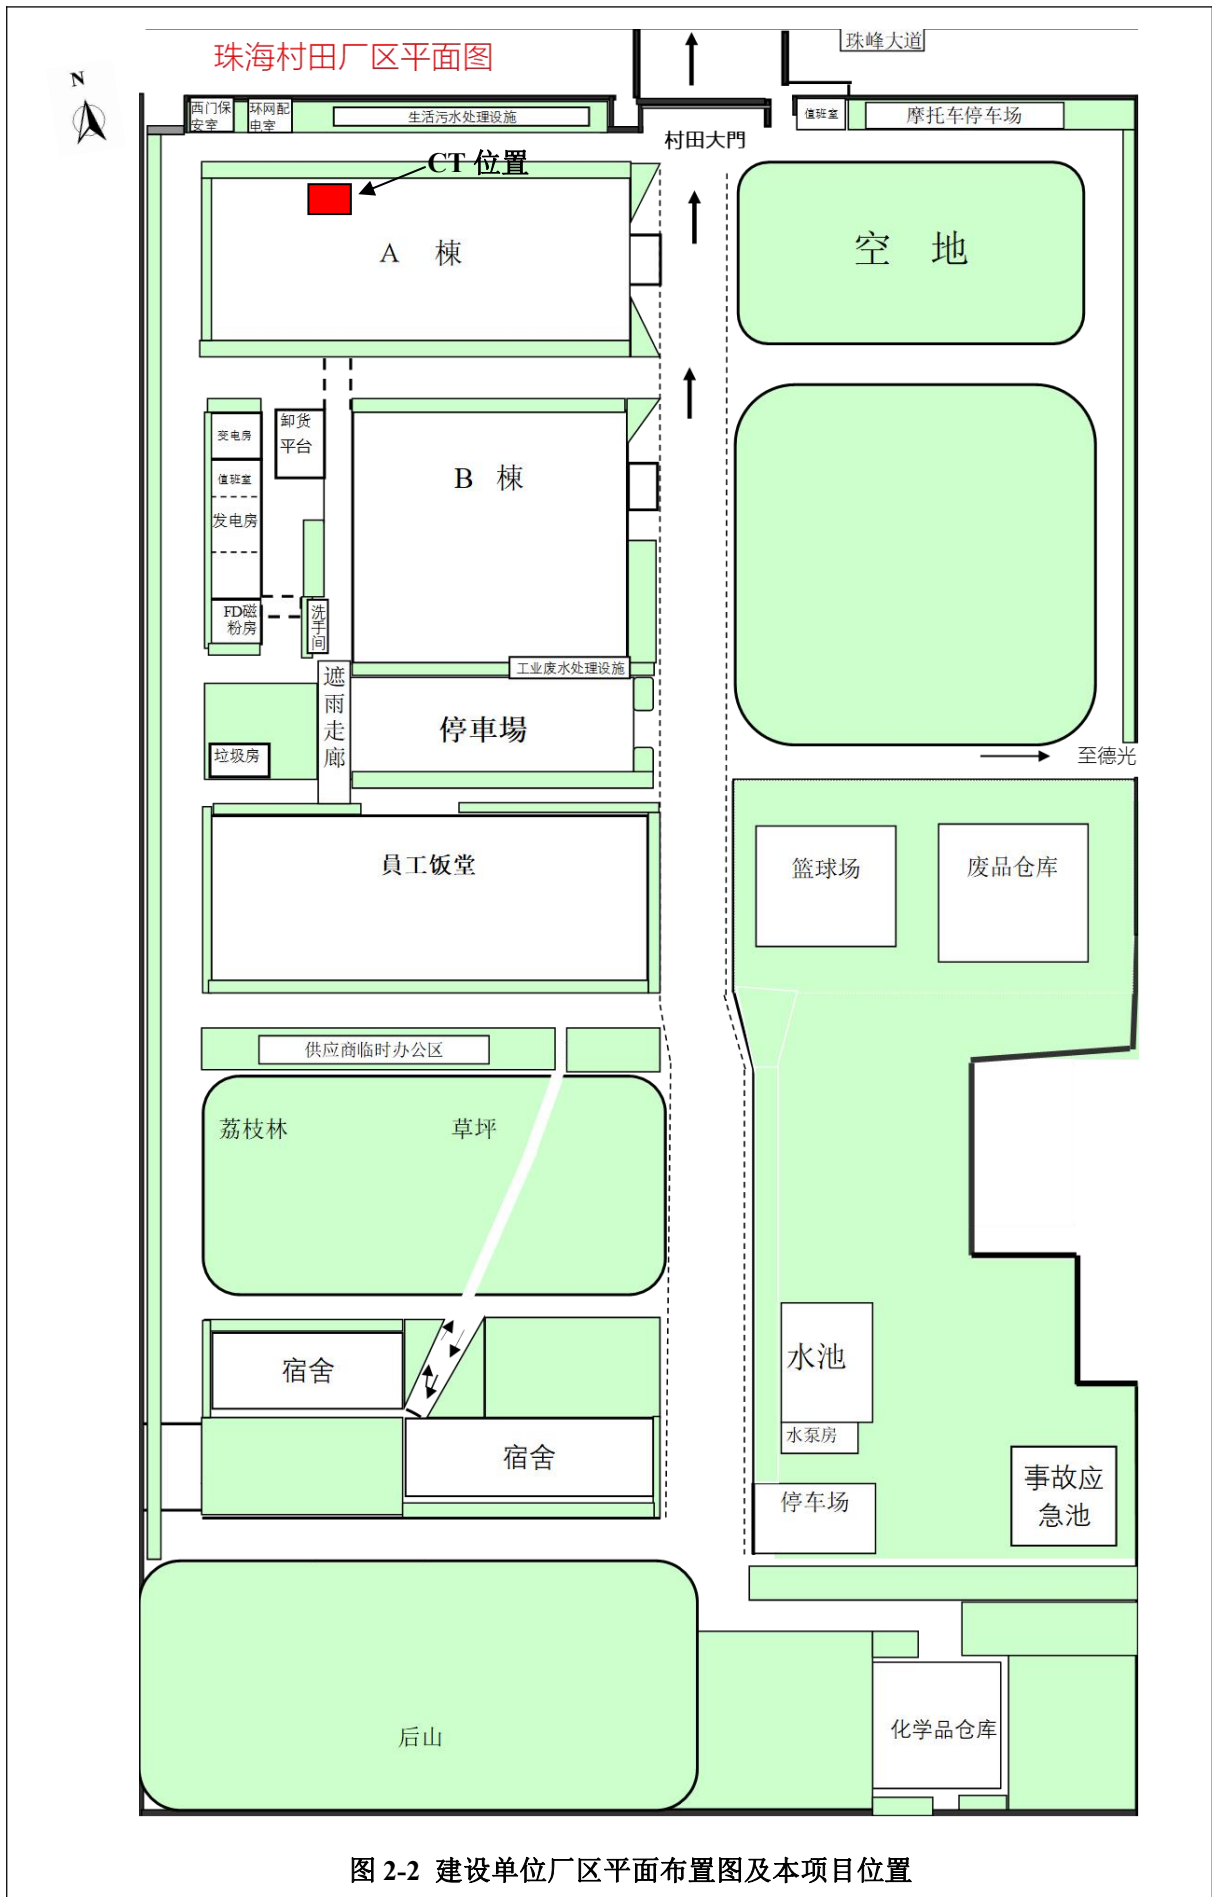 珠海村田厂区平面图
珠峰大道
N
西门保
安室
环网配
电室
生活污水处理设施
值班室
摩托车停车场
村田大門
CT 位置
A 棟
空 地
卸货
平台
变电房
值班室
发电房
B 棟
FD磁
粉房
洗
手
间
工业废水处理设施
遮
雨
走
廊
停車場
垃圾房
至德光
員工饭堂
篮球场
废品仓库
供应商临时办公区
荔枝林
草坪
宿舍
水池
水泵房
宿舍
停车场
事故应
急池
后山
化学品仓库
图 2-2 建设单位厂区平面布置图及本项目位置